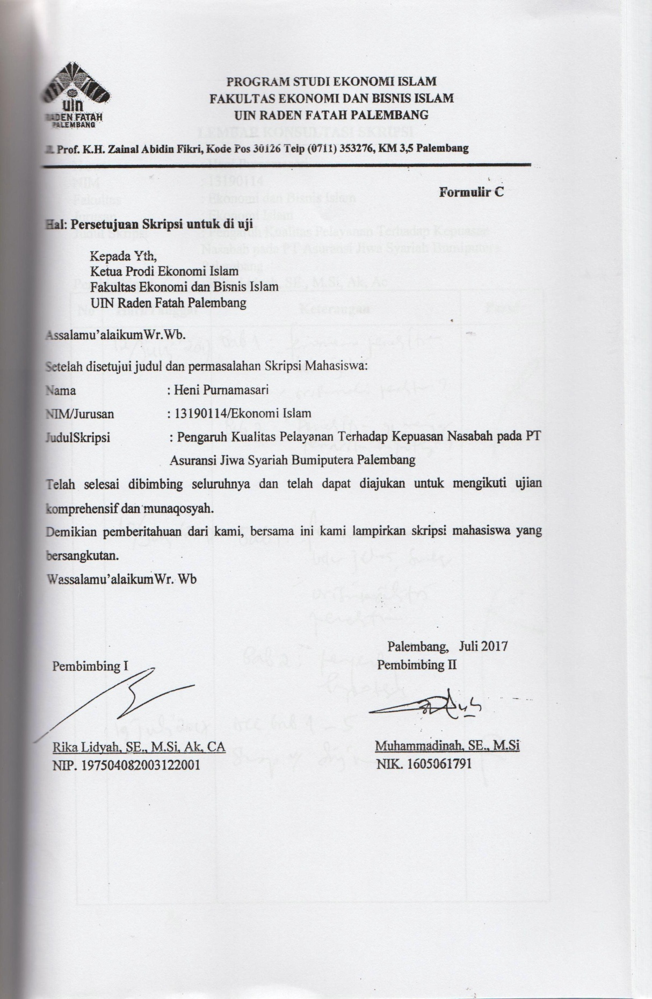 uin
RADEN FATAH
PALEMBANG
PROGRAM STUDI EKONOMI ISLAM
FAKULTAS EKONOMI DAN BISNIS ISLAM
UIN RADEN FATAH PALEMBANG
Prof. K.H. Zainal Abidin Fikri, Kode Pos 30126 Telp (0711) 353276, KM 3,5 Palembang
Formulir C
Hal: Persetujuan Skripsi untuk di uji
Kepada Yth,
Ketua Prodi Ekonomi Islam
Fakultas Ekonomi dan Bisnis Islam
UIN Raden Fatah Palembang
Assalamu’alaikumWr.Wb.
Setelah disetujui judul dan permasalahan Skripsi Mahasiswa:
Nama : Heni Purnamasari
NIM/Jurusan : 13190114/Ekonomi Islam
JudulSkripsi : Pengaruh Kualitas Pelayanan Terhadap Kepuasan Nasabah pada PT
Asuransi Jiwa Syariah Bumiputera Palembang
Telah selesai dibimbing seluruhnya dan telah dapat diajukan untuk mengikuti ujian
komprehensif dan munaqosyah.
Demikian pemberitahuan dari kami, bersama ini kami lampirkan skripsi mahasiswa yang
bersangkutan.
Wassalamu’alaikumWr. Wb
Palembang, Juli 2017
Pembimbing I Pembimbing II
Rika Lidyah, SE., M.Si, Ak, CA Muhammadinah, SE., M.Si
NIP. 197504082003122001 NIK. 1605061791